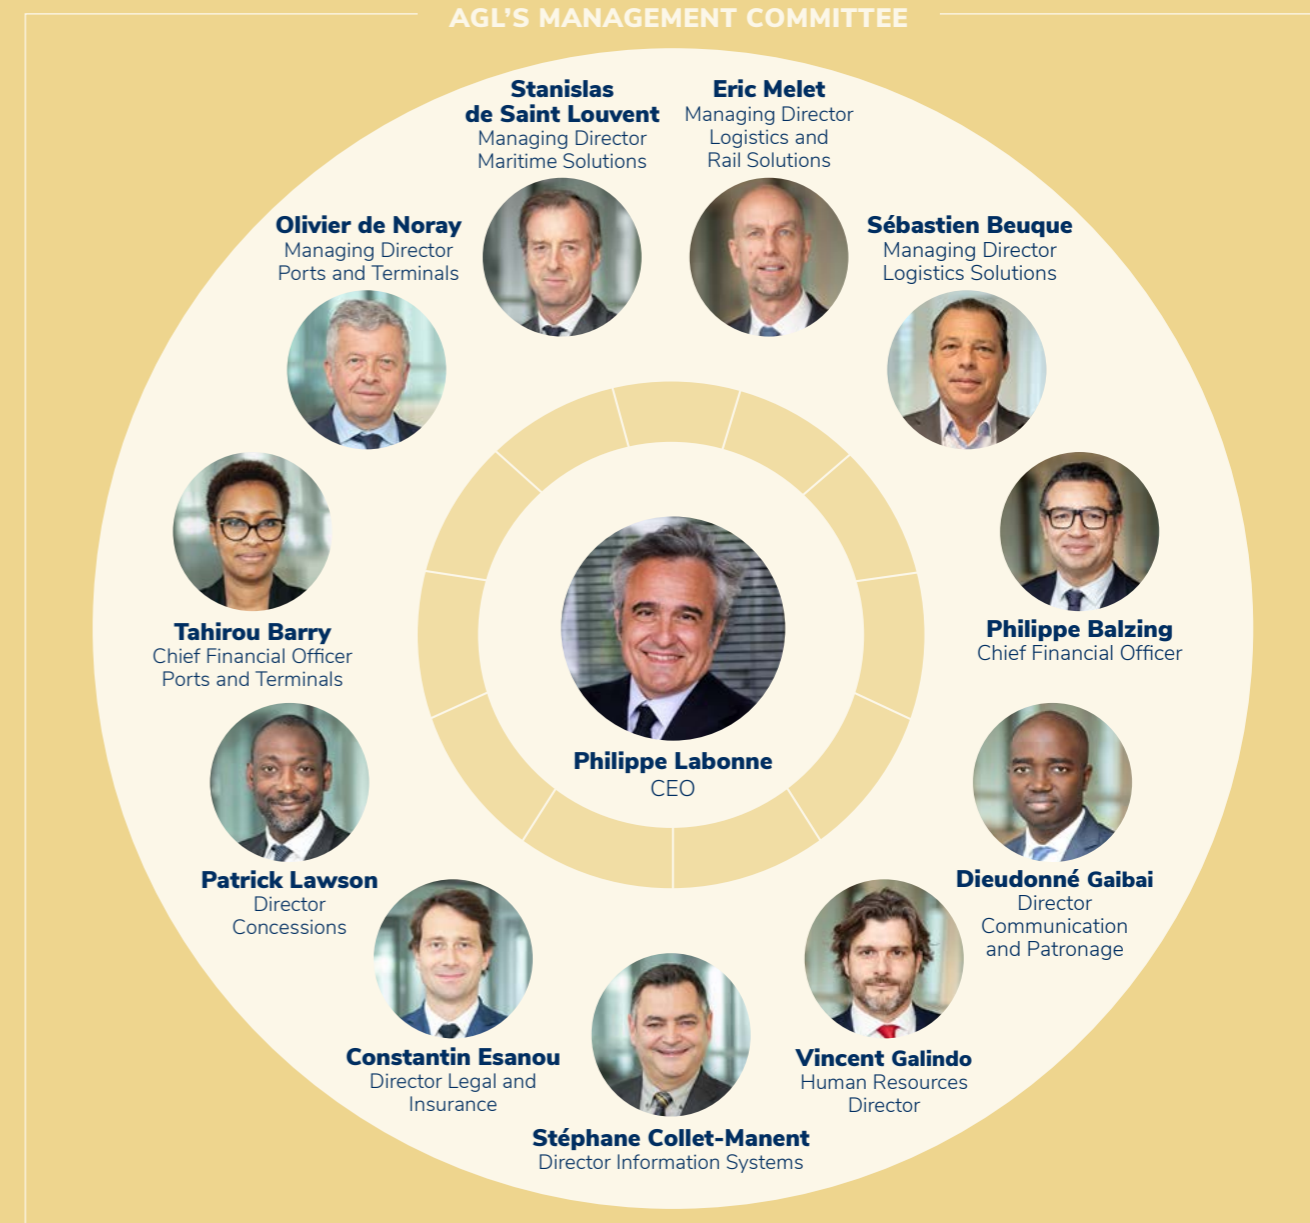 AGL'S MANAGEMENT COMMITTEE
Stanislas
de Saint Louvent
Managing Director
Maritime Solutions
Eric Melet
Managing Director
Logistics and
Rail Solutions
Olivier de Noray
Managing Director
Ports and Terminals
Sébastien Beuque
Managing Director
Logistics Solutions
Tahirou Barry
Chief Financial Officer
Ports and Terminals
Philippe Balzing
Chief Financial Officer
Philippe Labonne
CEO
Patrick Lawson
Director
Concessions
Dieudonné Gaibai
Director
Communication
and Patronage
Constantin Esanou
Director Legal and
Insurance
Vincent Galindo
Human Resources
Director
Stéphane Collet-Manent
Director Information Systems